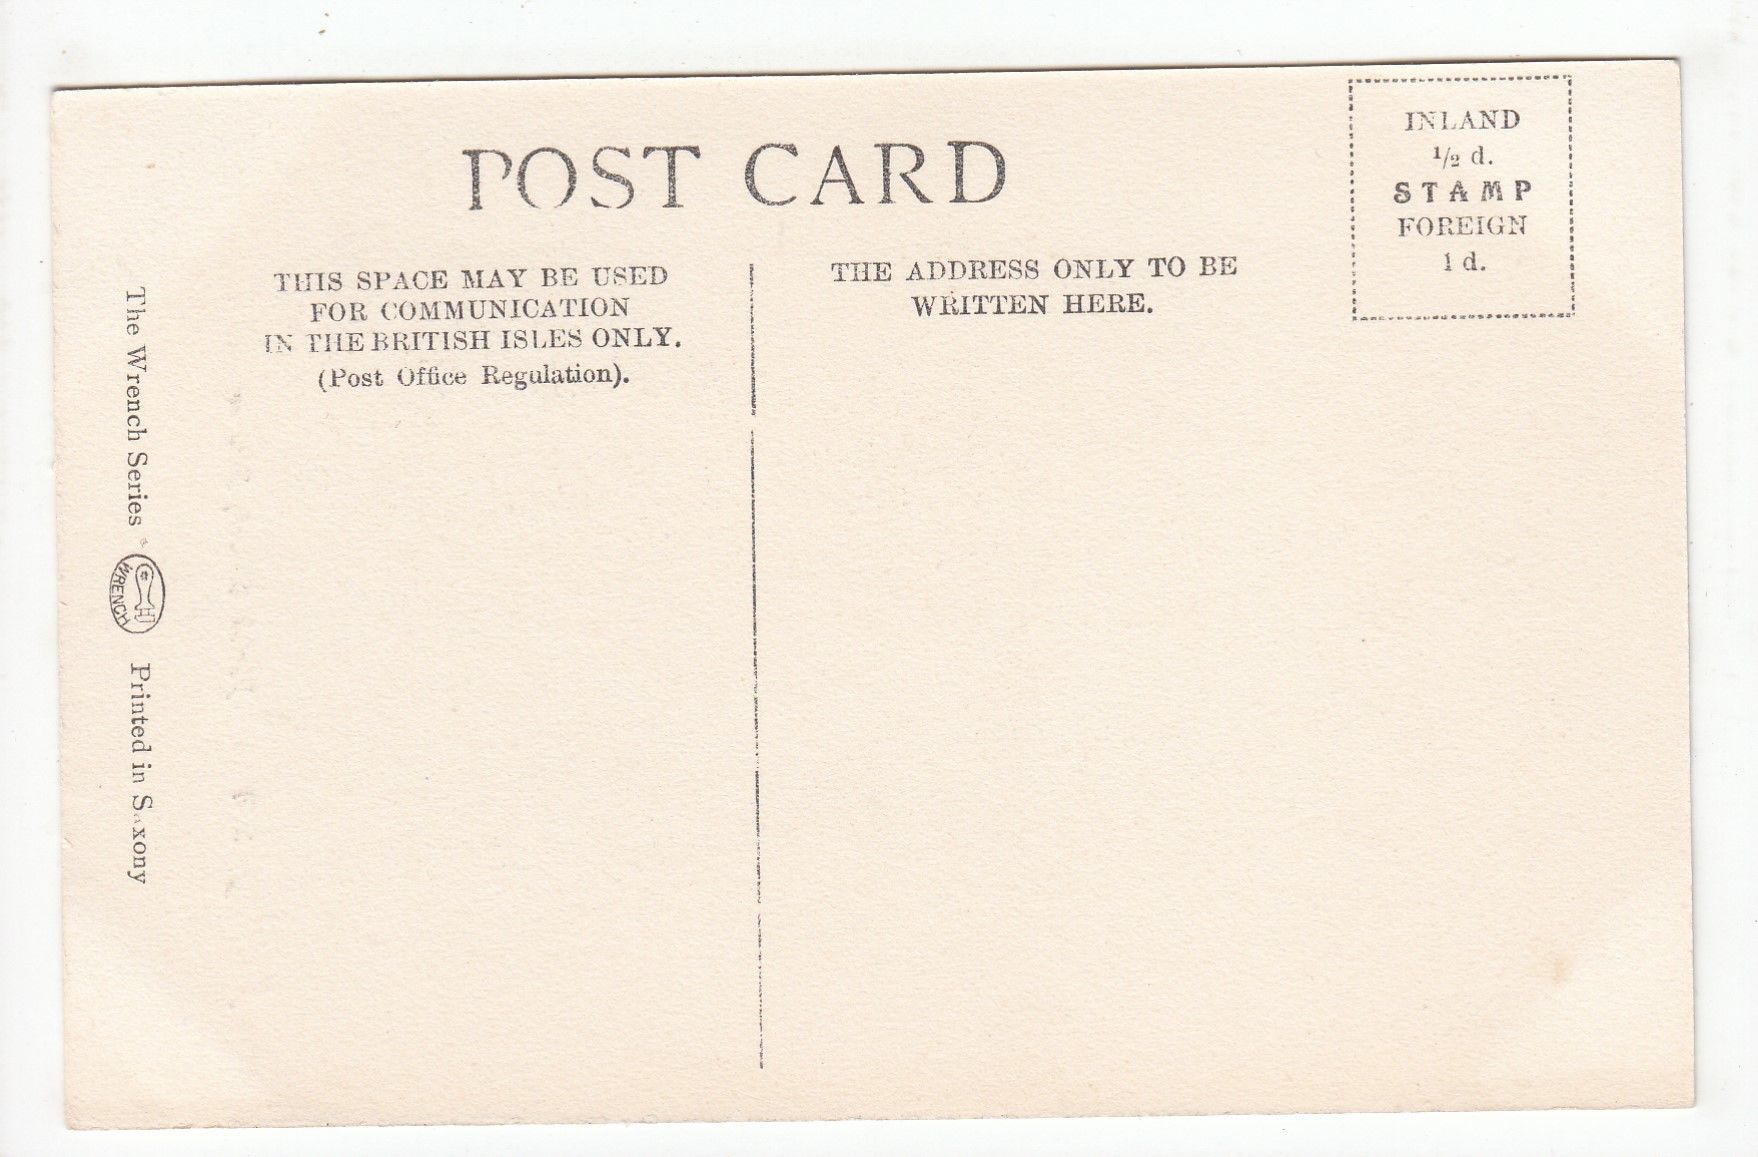 POST CARD
INLAND
½ d.
STAMP
FOREIGN
1 d.
THIS SPACE MAY BE USED
FOR COMMUNICATION
IN THE BRITISH ISLES ONLY.
(Post Office Regulation).
THE ADDRESS ONLY TO BE
WRITTEN HERE.
The Wrench Series
WRENCH
Printed in Saxony